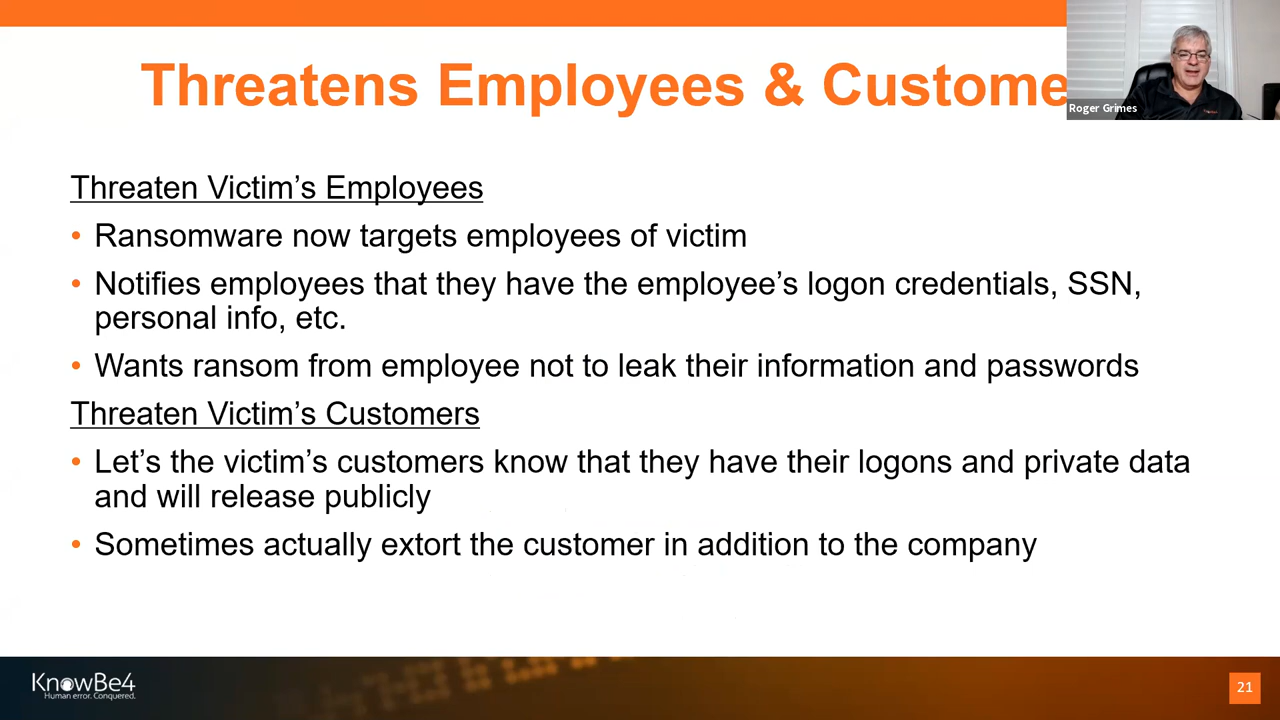 Threatens Employees & Custome
Roger Grimes
Threaten Victim’s Employees
• Ransomware now targets employees of victim
• Notifies employees that they have the employee’s logon credentials, SSN,
personal info, etc.
• Wants ransom from employee not to leak their information and passwords
Threaten Victim’s Customers
• Let’s the victim’s customers know that they have their logons and private data
and will release publicly
• Sometimes actually extort the customer in addition to the company
KnowBe4
Human error. Conquered.
21